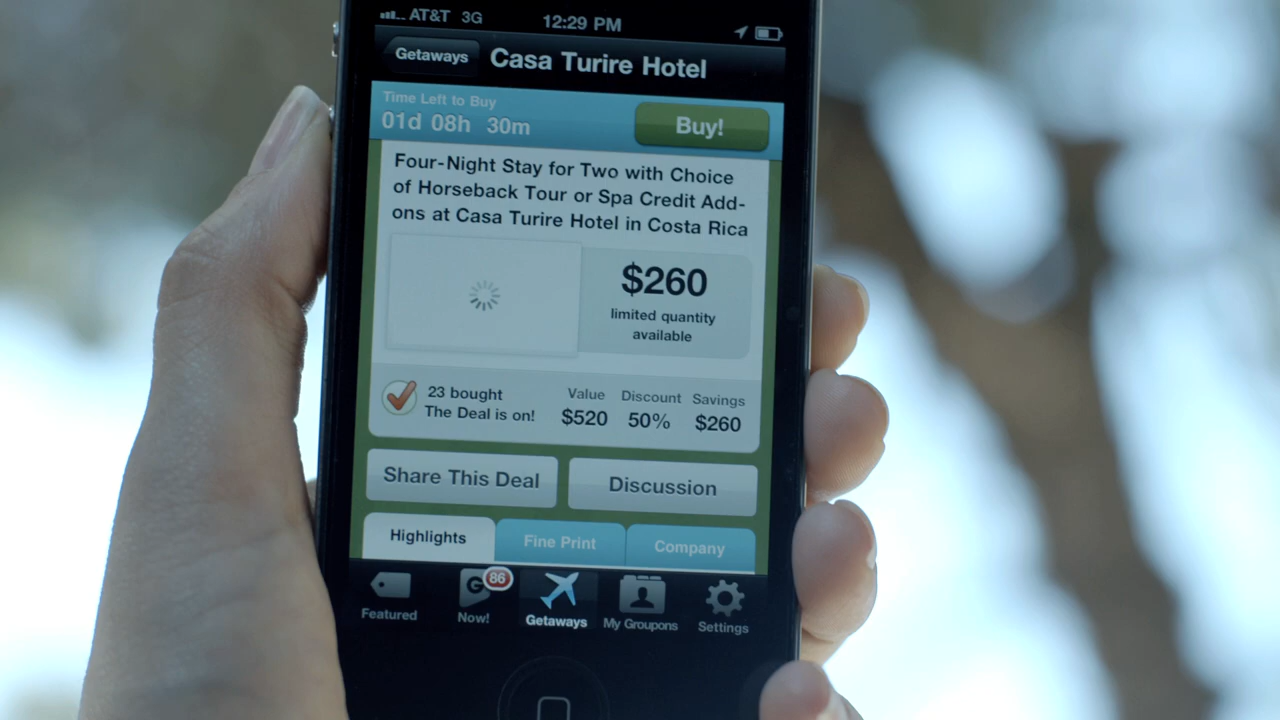 AT&T 3G 12:29 PM
Getaways Casa Turire Hotel
Time Left to Buy
01d 08h 30m
Buy!
Four-Night Stay for Two with Choice
of Horseback Tour or Spa Credit Add-
ons at Casa Turire Hotel in Costa Rica
$260
limited quantity
available
23 bought
The Deal is on!
Value Discount Savings
$520 50% $260
Share This Deal Discussion
Highlights Fine Print Company
G 86
Featured Now! Getaways My Groupons Settings